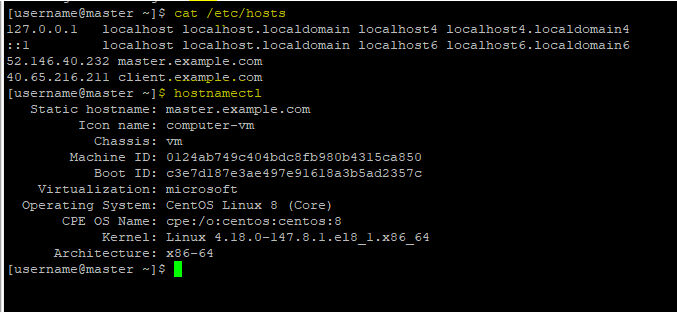 [username@master ~]$ cat /etc/hosts
127.0.0.1   localhost localhost.localdomain localhost4 localhost4.localdomain4
::1         localhost localhost.localdomain localhost6 localhost6.localdomain6
52.146.40.232 master.example.com
40.65.216.211 client.example.com
[username@master ~]$ hostnamectl
   Static hostname: master.example.com
         Icon name: computer-vm
           Chassis: vm
        Machine ID: 0124ab749c404bdc8fb980b4315ca850
           Boot ID: c3e7d187e3ae497e91618a3b5ad2357c
    Virtualization: microsoft
  Operating System: CentOS Linux 8 (Core)
       CPE OS Name: cpe:/o:centos:centos:8
            Kernel: Linux 4.18.0-147.8.1.el8_1.x86_64
      Architecture: x86-64
[username@master ~]$